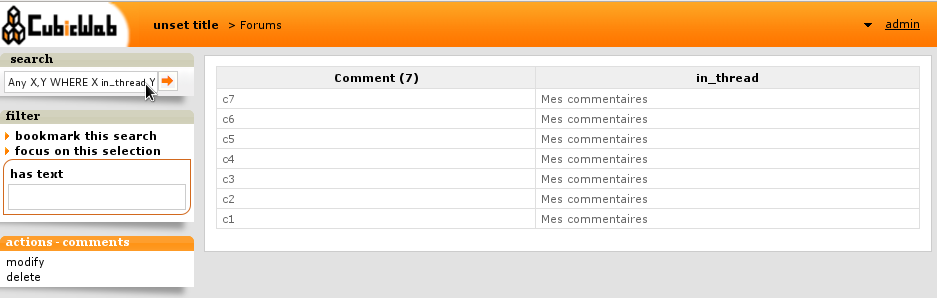 CubicWeb
unset title > Forums
admin
search
Any X,Y WHERE X in_thread Y
filter
bookmark this search
focus on this selection
has text
actions - comments
modify
delete
Comment (7) in_thread
c7 Mes commentaires
c6 Mes commentaires
c5 Mes commentaires
c4 Mes commentaires
c3 Mes commentaires
c2 Mes commentaires
c1 Mes commentaires